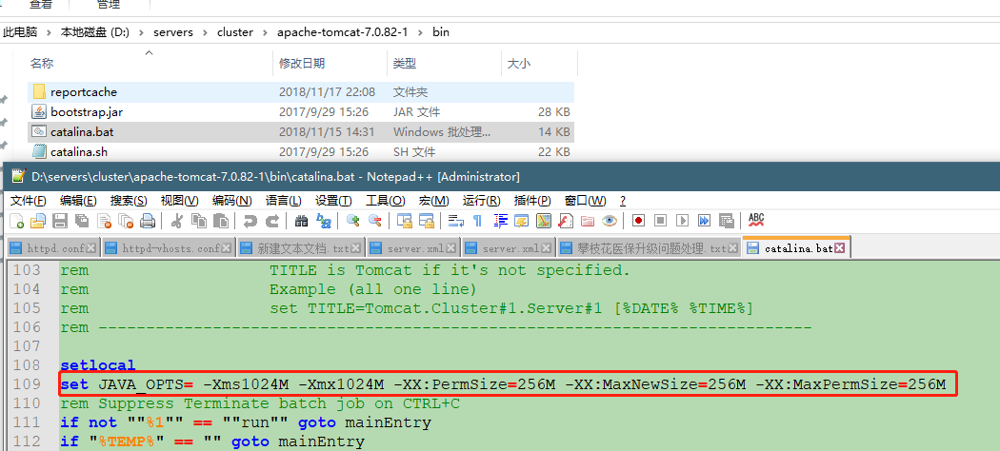 查看 管理
此电脑 › 本地磁盘 (D:) › servers › cluster › apache-tomcat-7.0.82-1 › bin
名称 修改日期 类型 大小
reportcache 2018/11/17 22:08 文件夹
bootstrap.jar 2017/9/29 15:26 JAR 文件 28 KB
catalina.bat 2018/11/15 14:31 Windows 批处理... 14 KB
catalina.sh 2017/9/29 15:26 SH 文件 22 KB
D:\servers\cluster\apache-tomcat-7.0.82-1\bin\catalina.bat - Notepad++ [Administrator]
文件(F) 编辑(E) 搜索(S) 视图(V) 编码(N) 语言(L) 设置(T) 工具(O) 宏(M) 运行(R) 插件(P) 窗口(W) ?
ABC
httpd.conf httpd-vhosts.conf 新建文本文档.txt server.xml server.xml 攀枝花医保升级问题处理.txt catalina.bat
103 rem TITLE is Tomcat if it's not specified.
104 rem Example (all one line)
105 rem set TITLE=Tomcat.Cluster#1.Server#1 [%DATE% %TIME%]
106 rem ---------------------------------------------------------------------------
107
108 setlocal
109 set JAVA_OPTS= -Xms1024M -Xmx1024M -XX:PermSize=256M -XX:MaxNewSize=256M -XX:MaxPermSize=256M
110 rem Suppress Terminate batch job on CTRL+C
111 if not ""%1"" == ""run"" goto mainEntry
112 if "%TEMP%" == "" goto mainEntry